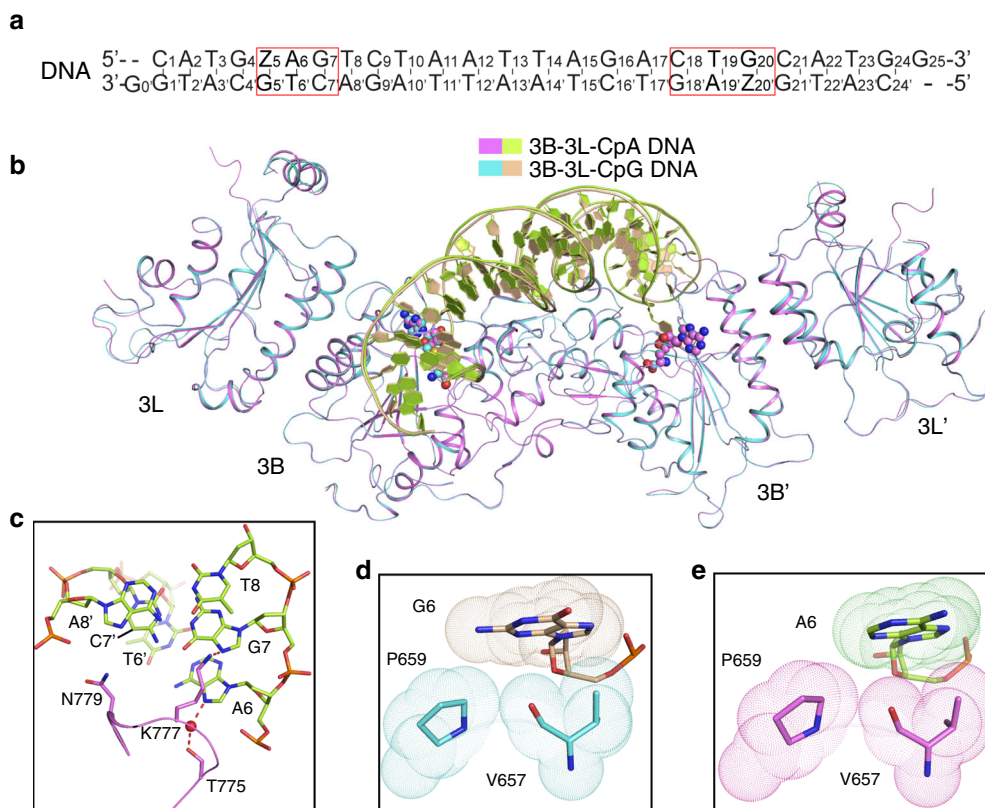 a
5'-- C1A2T3G4Z5A6G7T8C9T10A11A12T13T14A15G16A17C18T19G20C21A22T23G24G25-3'
DNA
3'-G0'G1'T2'A3'C4'G5'T6'C7'A8'G9'A10'T11'T12'A13'A14'T15'C16'T17'G18'A19'Z20'G21'T22'A23'C24' - -5'
b
3B-3L-CpA DNA
3B-3L-CpG DNA
3L
3B
3B'
3L'
c
T8
A8'
C7'
T6'
G7
N779
A6
K777
T775
d
G6
P659
V657
e
A6
P659
V657